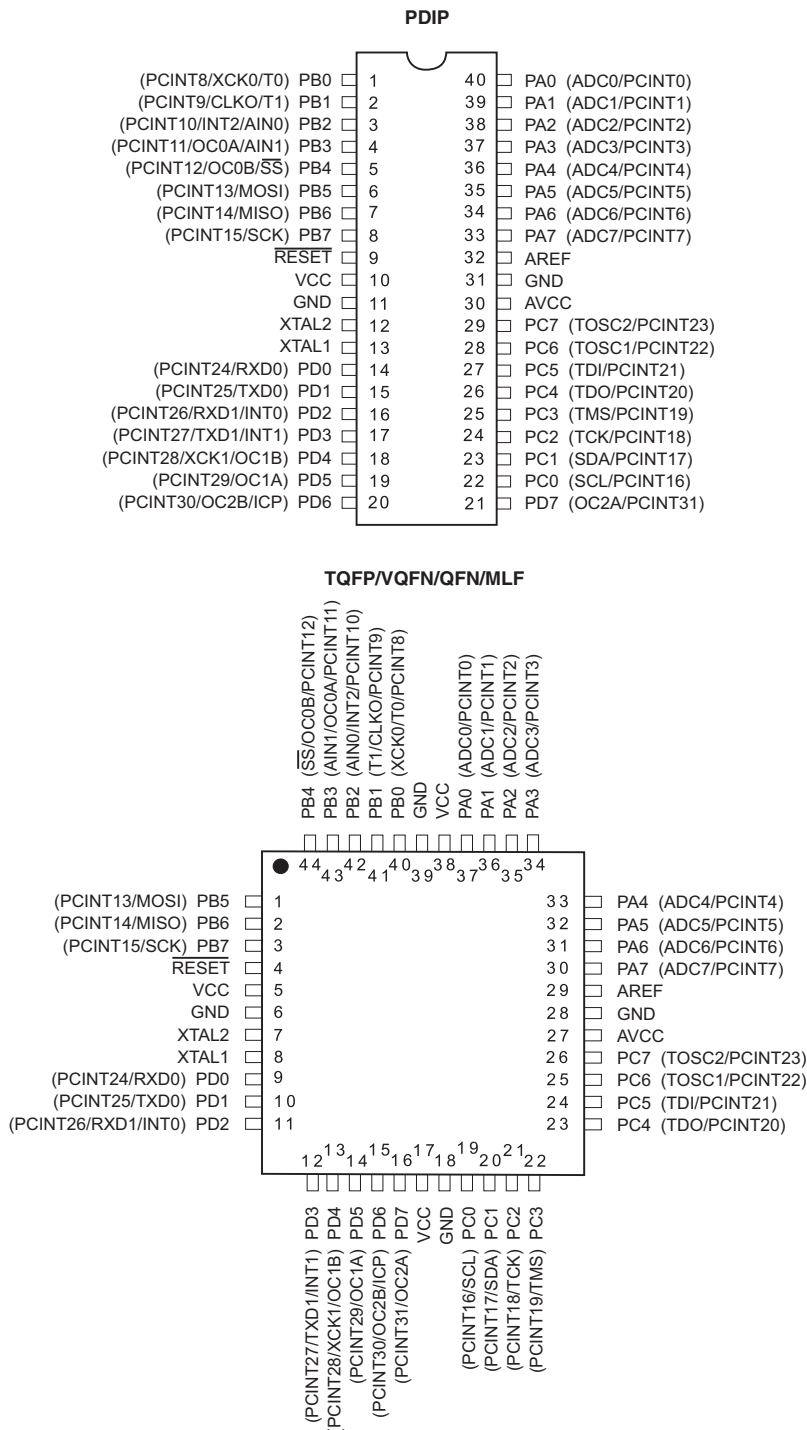 PDIP
(PCINT8/XCK0/T0) PB0 1 40 PA0 (ADC0/PCINT0)
(PCINT9/CLKO/T1) PB1 2 39 PA1 (ADC1/PCINT1)
(PCINT10/INT2/AIN0) PB2 3 38 PA2 (ADC2/PCINT2)
(PCINT11/OC0A/AIN1) PB3 4 37 PA3 (ADC3/PCINT3)
(PCINT12/OC0B/SS) PB4 5 36 PA4 (ADC4/PCINT4)
(PCINT13/MOSI) PB5 6 35 PA5 (ADC5/PCINT5)
(PCINT14/MISO) PB6 7 34 PA6 (ADC6/PCINT6)
(PCINT15/SCK) PB7 8 33 PA7 (ADC7/PCINT7)
RESET 9 32 AREF
VCC 10 31 GND
GND 11 30 AVCC
XTAL2 12 29 PC7 (TOSC2/PCINT23)
XTAL1 13 28 PC6 (TOSC1/PCINT22)
(PCINT24/RXD0) PD0 14 27 PC5 (TDI/PCINT21)
(PCINT25/TXD0) PD1 15 26 PC4 (TDO/PCINT20)
(PCINT26/RXD1/INT0) PD2 16 25 PC3 (TMS/PCINT19)
(PCINT27/TXD1/INT1) PD3 17 24 PC2 (TCK/PCINT18)
(PCINT28/XCK1/OC1B) PD4 18 23 PC1 (SDA/PCINT17)
(PCINT29/OC1A) PD5 19 22 PC0 (SCL/PCINT16)
(PCINT30/OC2B/ICP) PD6 20 21 PD7 (OC2A/PCINT31)
TQFP/VQFN/QFN/MLF
PB4 (SS/OC0B/PCINT12)
PB3 (AIN1/OC0A/PCINT11)
PB2 (AIN0/INT2/PCINT10)
PB1 (T1/CLKO/PCINT9)
PB0 (XCK0/T0/PCINT8)
GND
VCC
PA0 (ADC0/PCINT0)
PA1 (ADC1/PCINT1)
PA2 (ADC2/PCINT2)
PA3 (ADC3/PCINT3)
44 43 42 41 40 39 38 37 36 35 34
(PCINT13/MOSI) PB5 1 33 PA4 (ADC4/PCINT4)
(PCINT14/MISO) PB6 2 32 PA5 (ADC5/PCINT5)
(PCINT15/SCK) PB7 3 31 PA6 (ADC6/PCINT6)
RESET 4 30 PA7 (ADC7/PCINT7)
VCC 5 29 AREF
GND 6 28 GND
XTAL2 7 27 AVCC
XTAL1 8 26 PC7 (TOSC2/PCINT23)
(PCINT24/RXD0) PD0 9 25 PC6 (TOSC1/PCINT22)
(PCINT25/TXD0) PD1 10 24 PC5 (TDI/PCINT21)
(PCINT26/RXD1/INT0) PD2 11 23 PC4 (TDO/PCINT20)
12 13 14 15 16 17 18 19 20 21 22
(PCINT27/TXD1/INT1) PD3
(PCINT28/XCK1/OC1B) PD4
(PCINT29/OC1A) PD5
(PCINT30/OC2B/ICP) PD6
(PCINT31/OC2A) PD7
VCC
GND
(PCINT16/SCL) PC0
(PCINT17/SDA) PC1
(PCINT18/TCK) PC2
(PCINT19/TMS) PC3